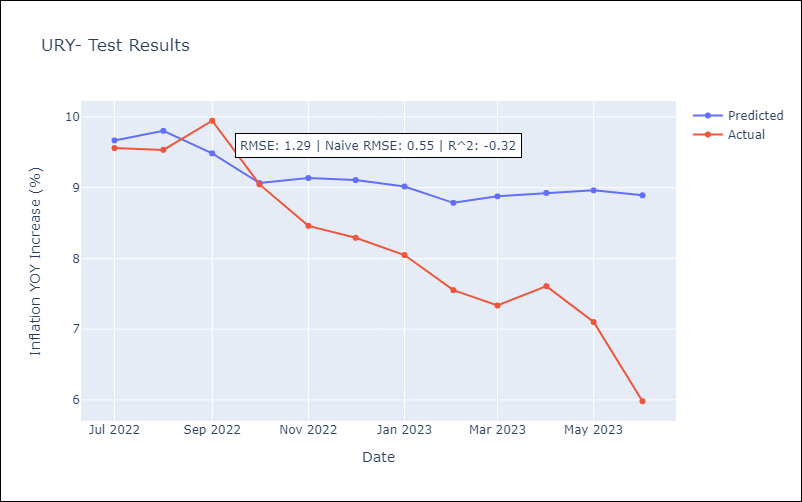 URY- Test Results
Predicted
Actual
RMSE: 1.29 | Naive RMSE: 0.55 | R^2: -0.32
Inflation YOY Increase (%)
10
9
8
7
6
Jul 2022
Sep 2022
Nov 2022
Jan 2023
Mar 2023
May 2023
Date